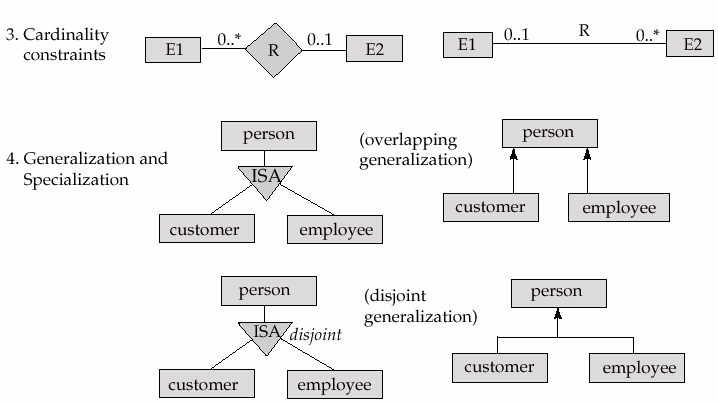 3. Cardinality
constraints
E1 0..* R 0..1 E2
E1 0..1 R 0..* E2
4. Generalization and
Specialization
person
ISA
customer employee
(overlapping
generalization)
person
customer employee
person
ISA disjoint
customer employee
(disjoint
generalization)
person
customer employee